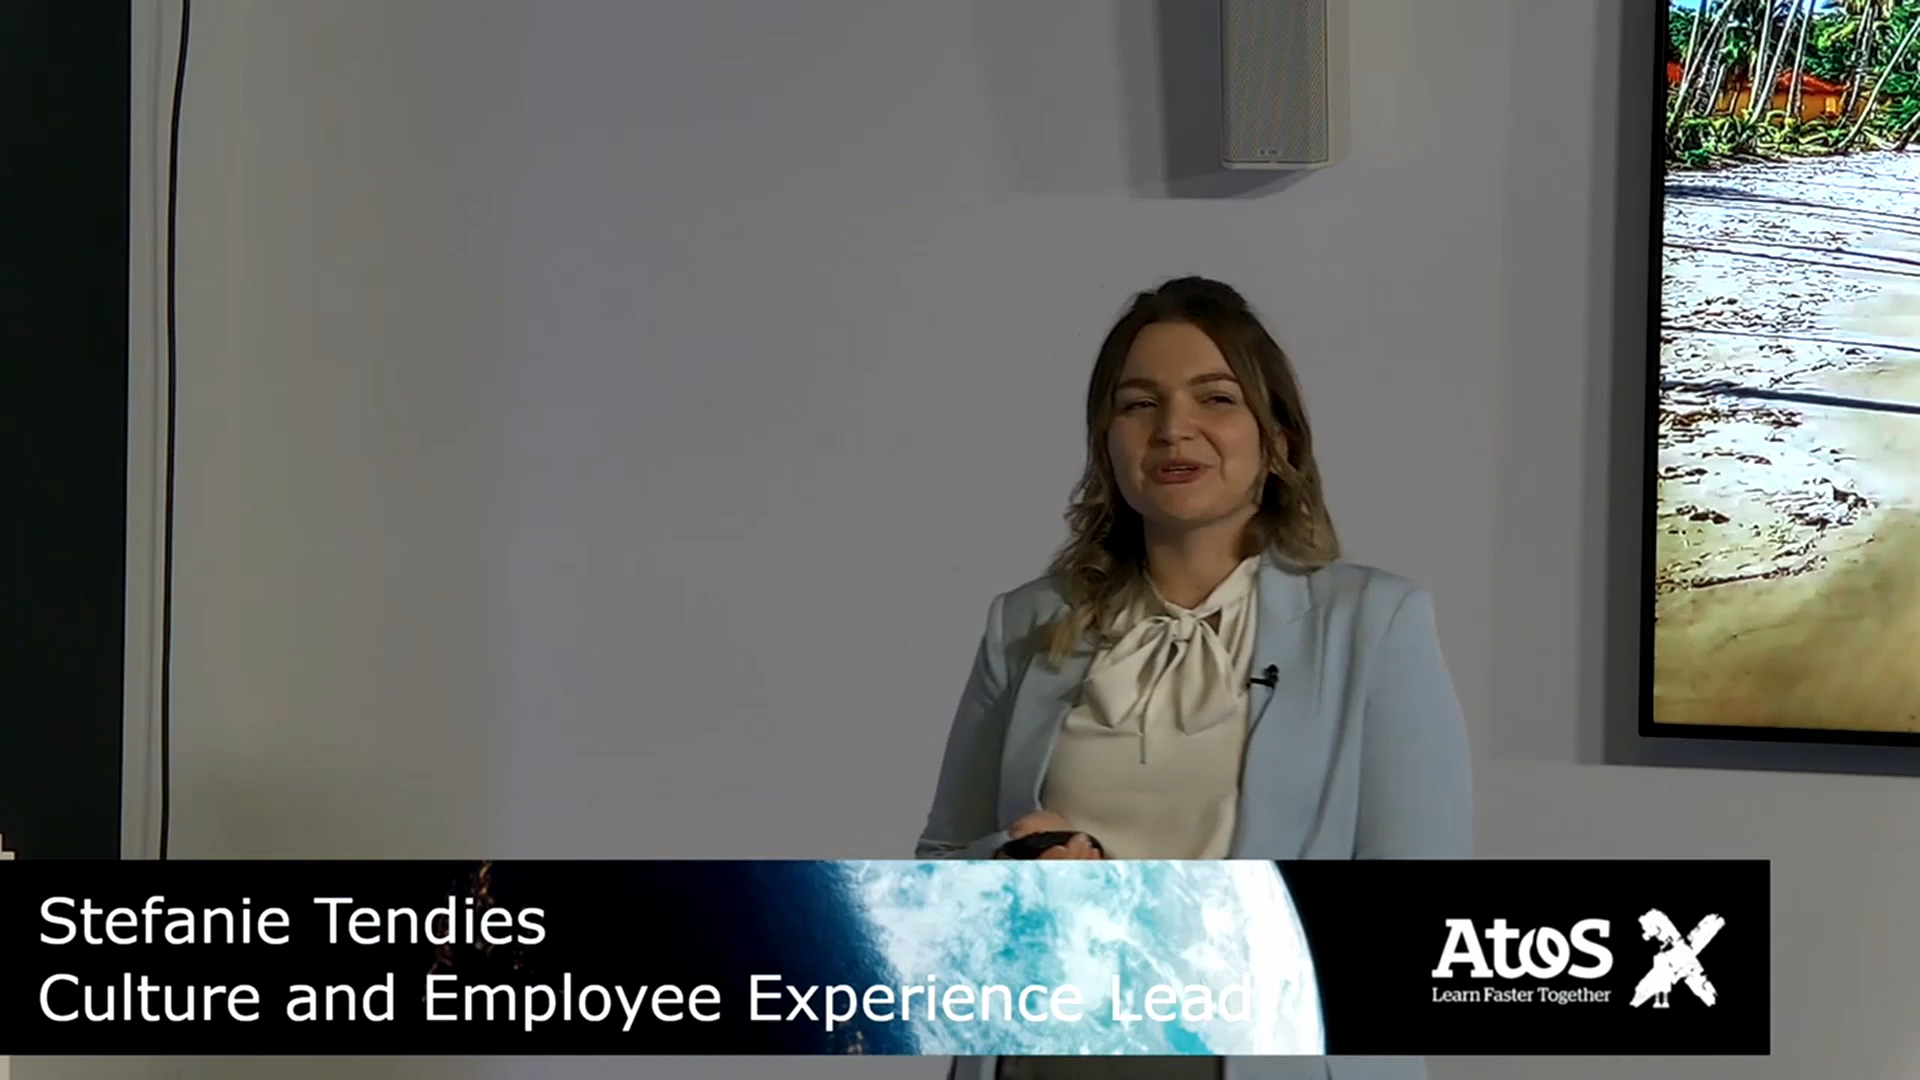 Stefanie Tendies
Culture and Employee Experience Lead
Atos
Learn Faster Together
X